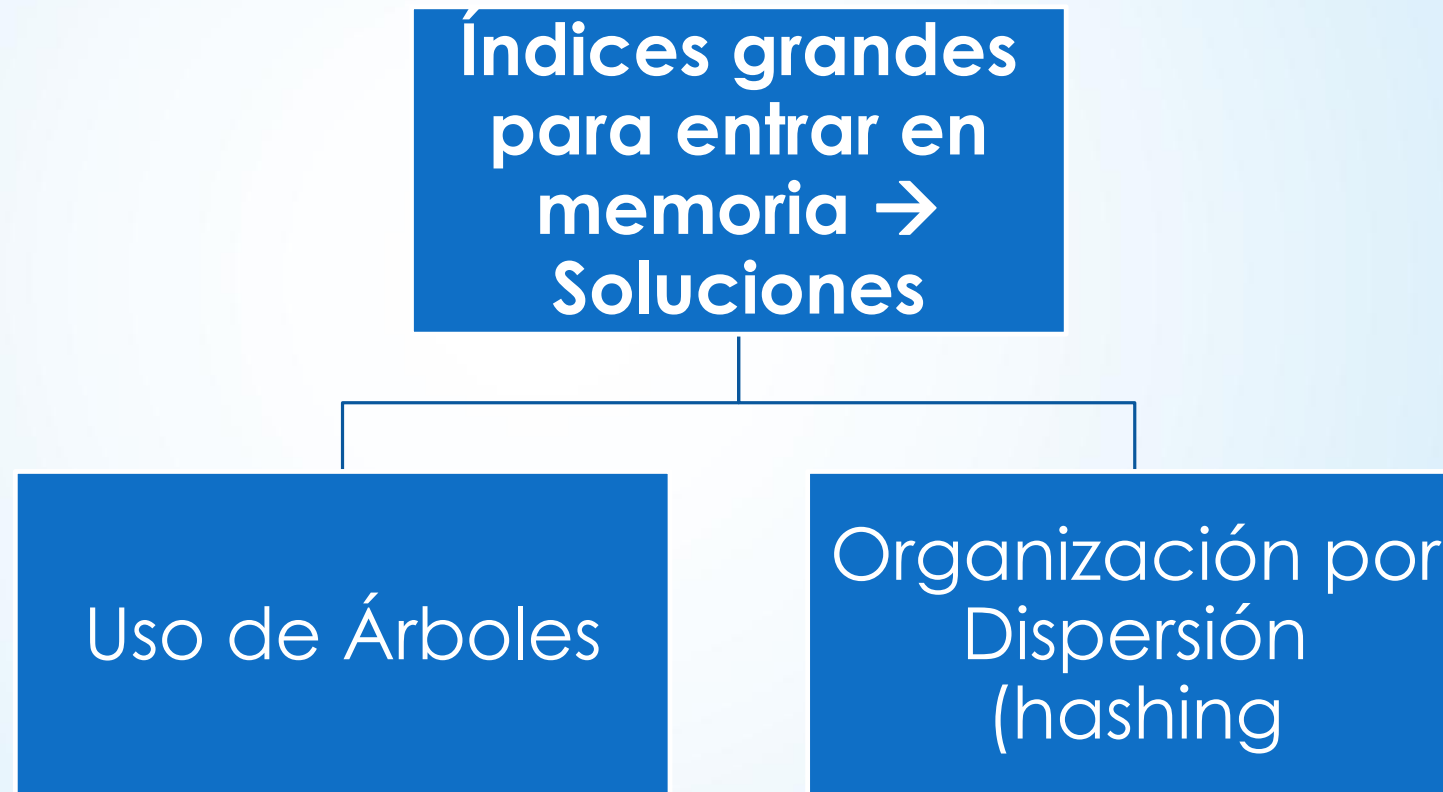 Índices grandes
para entrar en
memoria →
Soluciones
Uso de Árboles
Organización por
Dispersión
(hashing